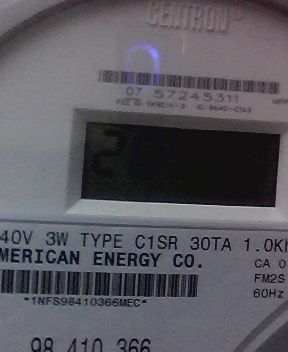 CENTRON®
07 57245311
40V 3W TYPE C1SR 30TA 1.0K
MERICAN ENERGY CO.
CA 0
FM2S
60Hz
*1NFS98410366MEC*
98 410 366